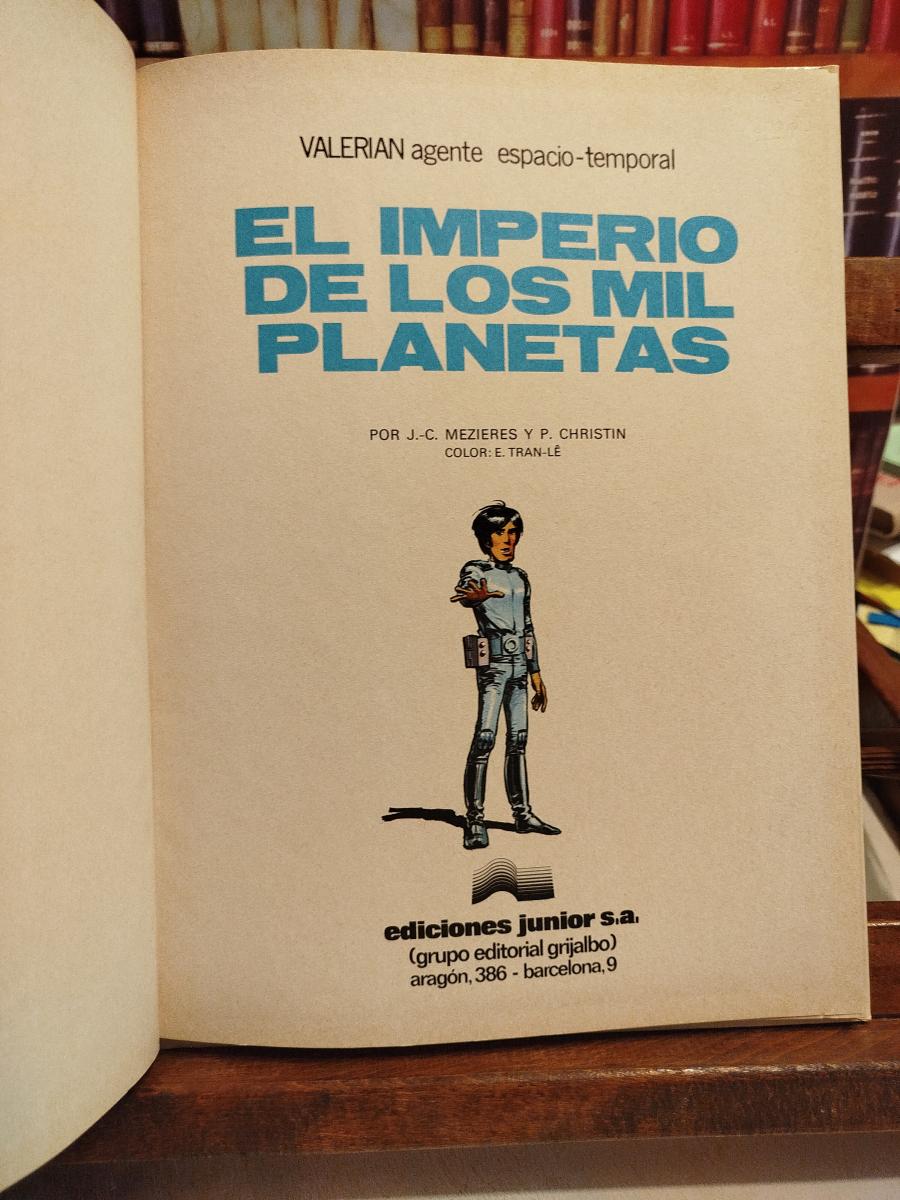 VALERIAN agente espacio-temporal
EL IMPERIO
DE LOS MIL
PLANETAS
POR J.-C. MEZIERES Y P. CHRISTIN
COLOR: E. TRAN-LÊ
ediciones junior s.a.
(grupo editorial grijalbo)
aragón, 386 - barcelona, 9